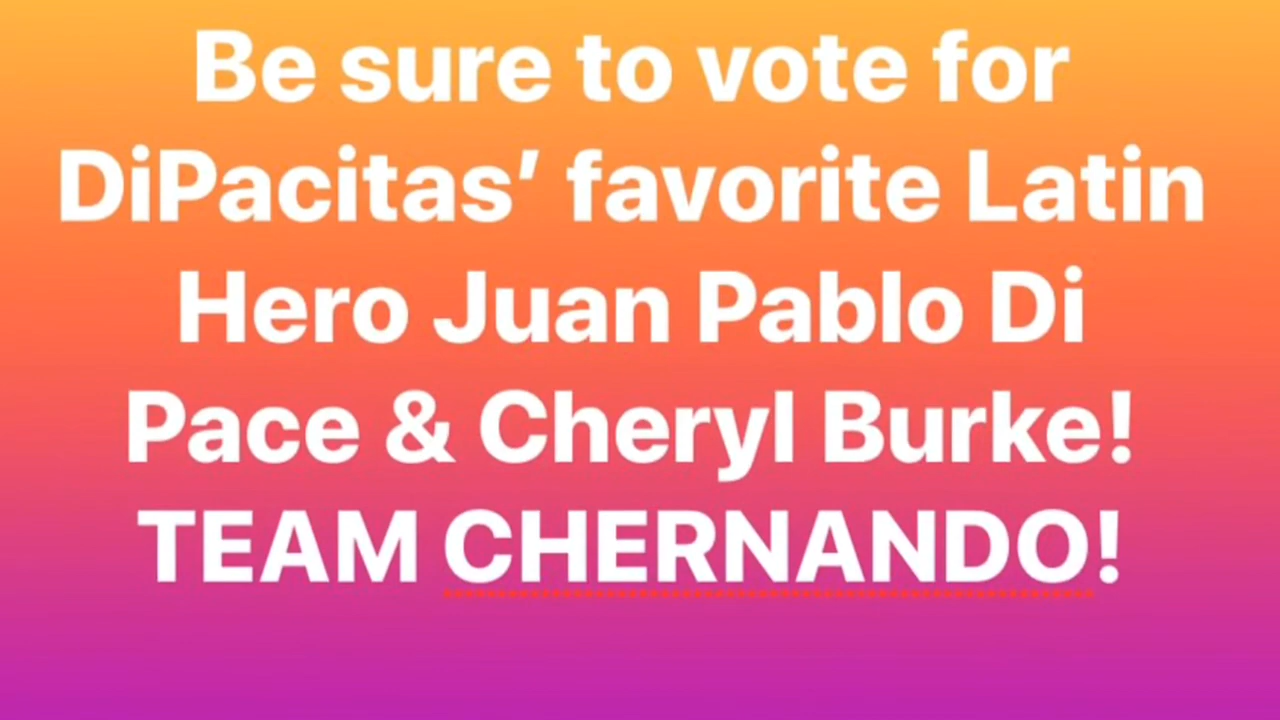 Be sure to vote for
DiPacitas’ favorite Latin
Hero Juan Pablo Di
Pace & Cheryl Burke!
TEAM CHERNANDO!